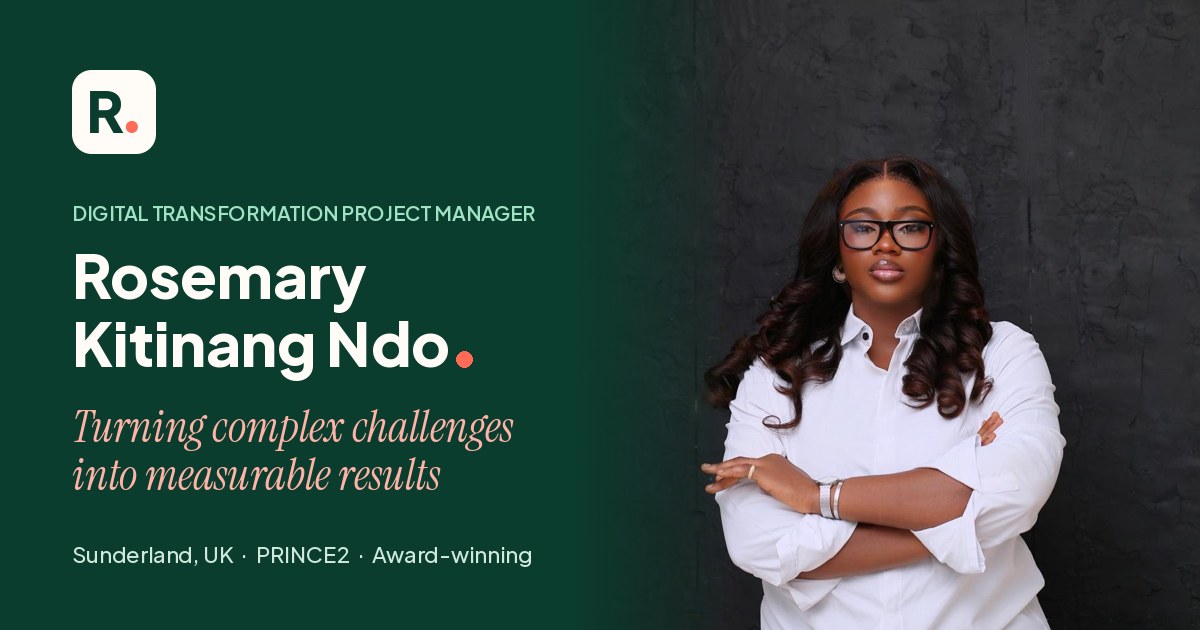 R.
DIGITAL TRANSFORMATION PROJECT MANAGER
Rosemary
Kitinang Ndo.
Turning complex challenges
into measurable results
Sunderland, UK · PRINCE2 · Award-winning